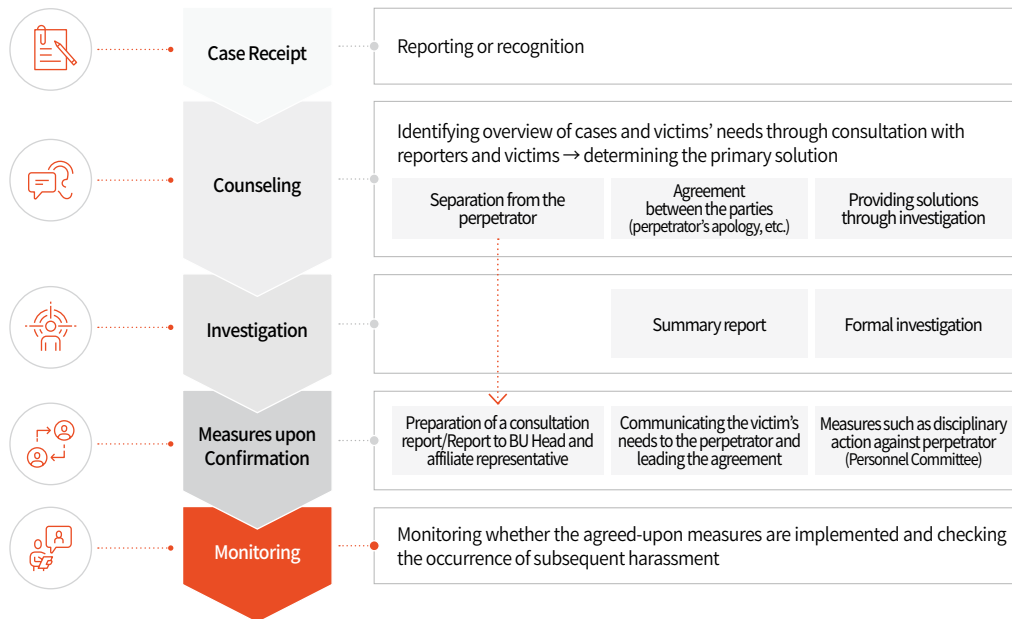 Case Receipt
Reporting or recognition
Counseling
Identifying overview of cases and victims' needs through consultation with
reporters and victims → determining the primary solution
Separation from the
perpetrator
Agreement
between the parties
(perpetrator's apology, etc.)
Providing solutions
through investigation
Investigation
Summary report
Formal investigation
Measures upon
Confirmation
Preparation of a consultation
report/Report to BU Head and
affiliate representative
Communicating the victim's
needs to the perpetrator and
leading the agreement
Measures such as disciplinary
action against perpetrator
(Personnel Committee)
Monitoring
Monitoring whether the agreed-upon measures are implemented and checking
the occurrence of subsequent harassment